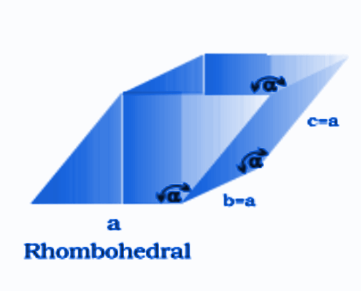 α
c=a
α
α
b=a
a
Rhombohedral